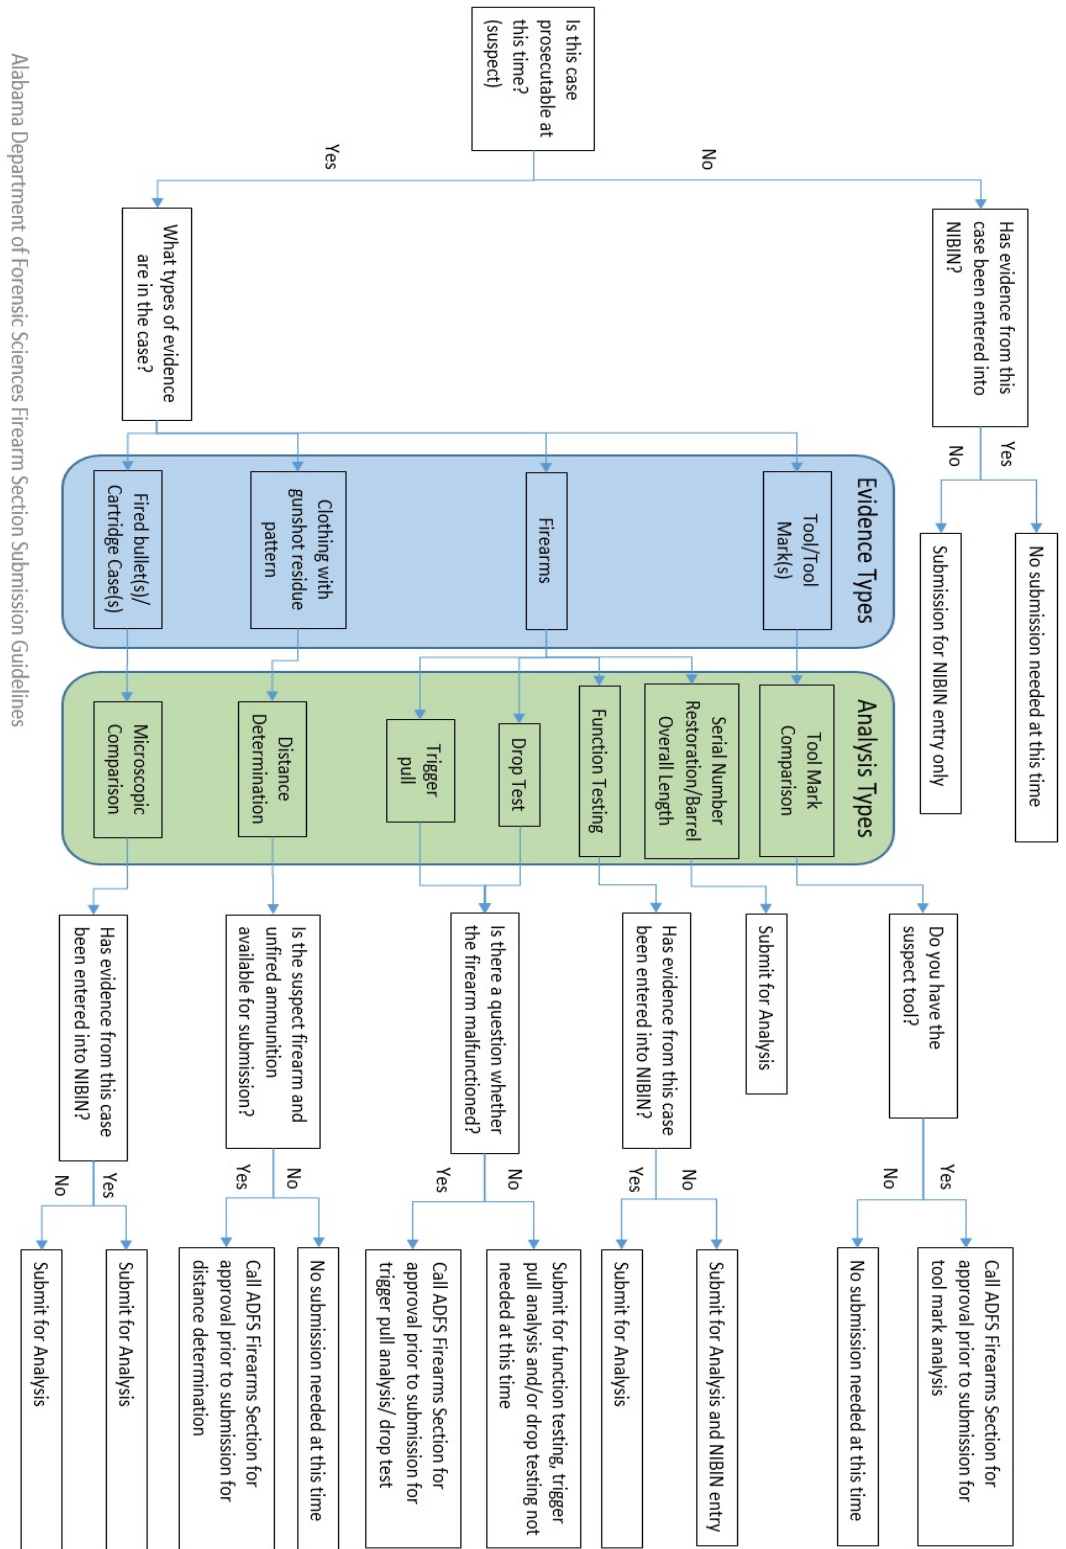 Is this case
prosecutable at
this time?
(suspect)
No
Yes
Has evidence from this
case been entered into
NIBIN?
Yes
No
No submission needed at this time
Submission for NIBIN entry only
What types of evidence
are in the case?
Evidence Types
Tool/Tool
Mark(s)
Firearms
Clothing with
gunshot residue
pattern
Fired bullet(s)/
Cartridge Case(s)
Analysis Types
Tool Mark
Comparison
Serial Number
Restoration/Barrel
Overall Length
Function Testing
Drop Test
Trigger
pull
Distance
Determination
Microscopic
Comparison
Do you have the
suspect tool?
Yes
No
Call ADFS Firearms Section for
approval prior to submission for
tool mark analysis
No submission needed at this time
Submit for Analysis
Has evidence from this case
been entered into NIBIN?
No
Yes
Submit for Analysis and NIBIN entry
Submit for Analysis
Is there a question whether
the firearm malfunctioned?
No
Yes
Submit for function testing, trigger
pull analysis and/or drop testing not
needed at this time
Call ADFS Firearms Section for
approval prior to submission for
trigger pull analysis/ drop test
Is the suspect firearm and
unfired ammunition
available for submission?
No
Yes
No submission needed at this time
Call ADFS Firearms Section for
approval prior to submission for
distance determination
Has evidence from this case
been entered into NIBIN?
Yes
No
Submit for Analysis
Submit for Analysis
Alabama Department of Forensic Sciences Firearm Section Submission Guidelines